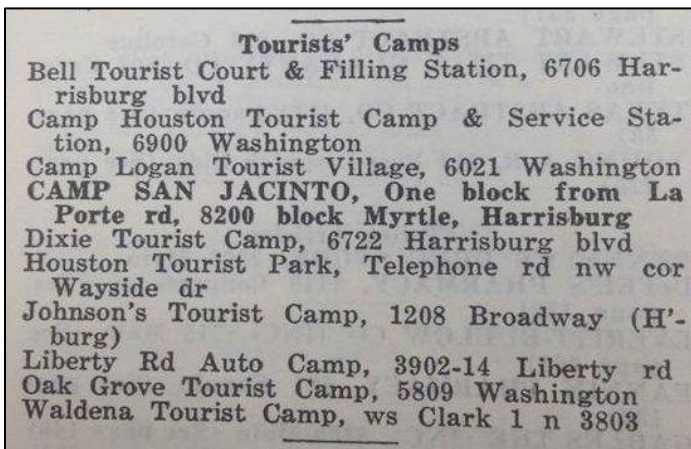 Tourists' Camps
Bell Tourist Court & Filling Station, 6706 Har-
risburg blvd
Camp Houston Tourist Camp & Service Sta-
tion, 6900 Washington
Camp Logan Tourist Village, 6021 Washington
CAMP SAN JACINTO, One block from La
Porte rd, 8200 block Myrtle, Harrisburg
Dixie Tourist Camp, 6722 Harrisburg blvd
Houston Tourist Park, Telephone rd nw cor
Wayside dr
Johnson's Tourist Camp, 1208 Broadway (H'-
burg)
Liberty Rd Auto Camp, 3902-14 Liberty rd
Oak Grove Tourist Camp, 5809 Washington
Waldena Tourist Camp, ws Clark 1 n 3803